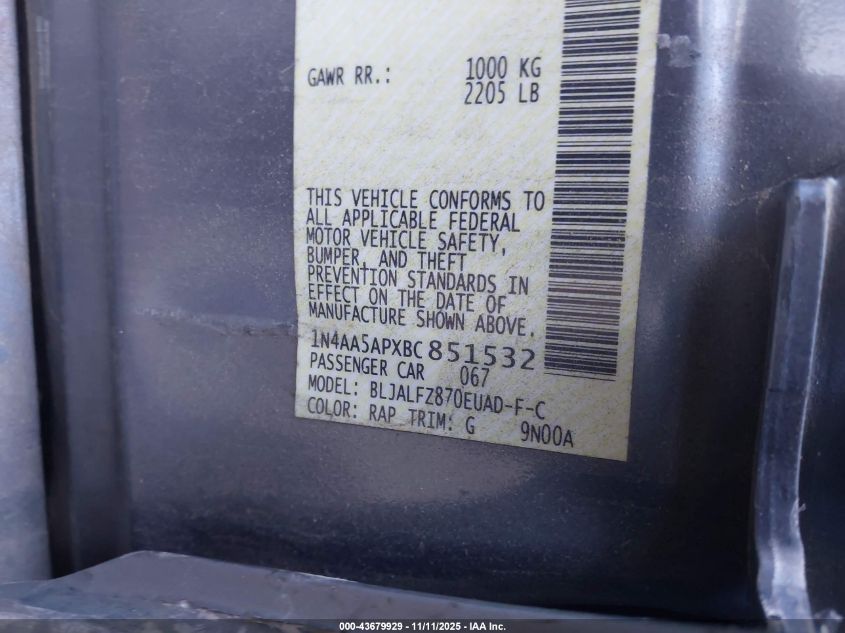 GAWR RR.: 1000 KG
2205 LB
THIS VEHICLE CONFORMS TO
ALL APPLICABLE FEDERAL
MOTOR VEHICLE SAFETY,
BUMPER, AND THEFT
PREVENTION STANDARDS IN
EFFECT ON THE DATE OF
MANUFACTURE SHOWN ABOVE.
1N4AA5APXBC851532
PASSENGER CAR 067
MODEL: BLJALFZ870EUAD-F-C
COLOR: RAP TRIM: G 9N00A
000-43679929 - 11/11/2025 - IAA Inc.